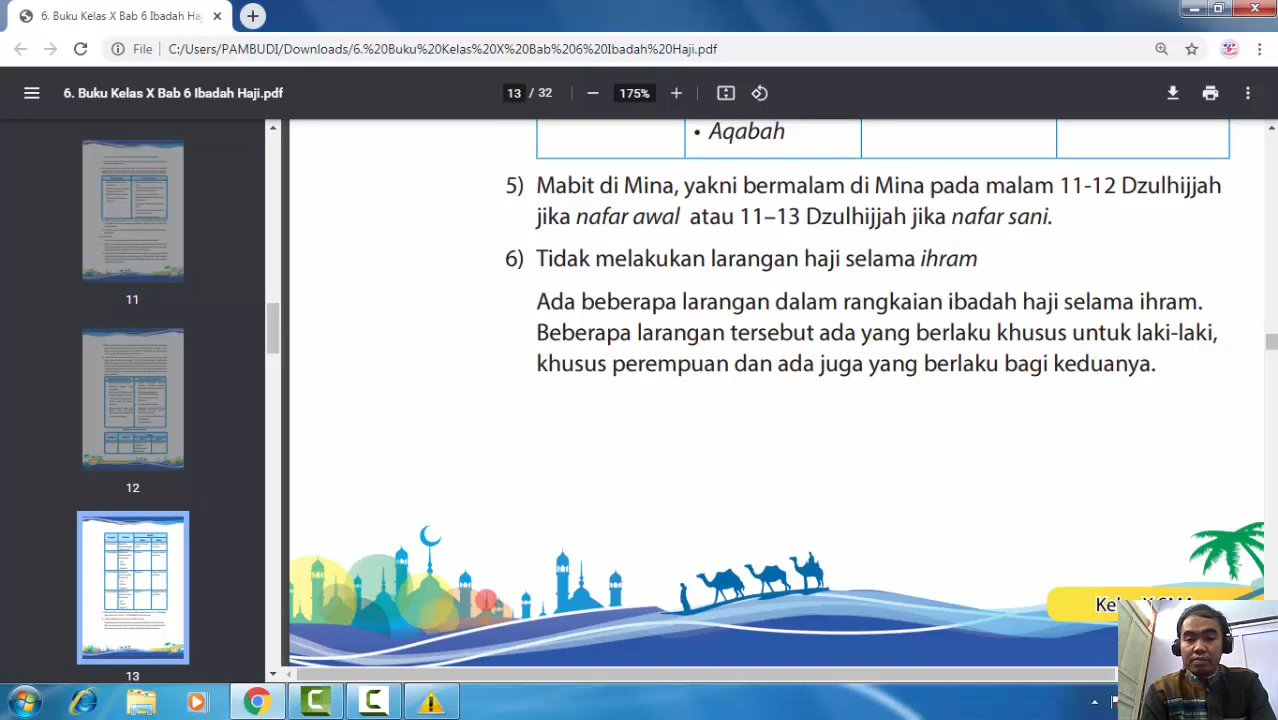 6. Buku Kelas X Bab 6 Ibadah Haj
File
C:/Users/PAMBUDI/Downloads/6.%20Buku%20Kelas%20X%20Bab%206%20Ibadah%20Haji.pdf
6. Buku Kelas X Bab 6 Ibadah Haji.pdf
13 / 32
175%
11
12
13
• Aqabah
5) Mabit di Mina, yakni bermalam di Mina pada malam 11-12 Dzulhijjah
jika nafar awal atau 11–13 Dzulhijjah jika nafar sani.
6) Tidak melakukan larangan haji selama ihram
Ada beberapa larangan dalam rangkaian ibadah haji selama ihram.
Beberapa larangan tersebut ada yang berlaku khusus untuk laki-laki,
khusus perempuan dan ada juga yang berlaku bagi keduanya.